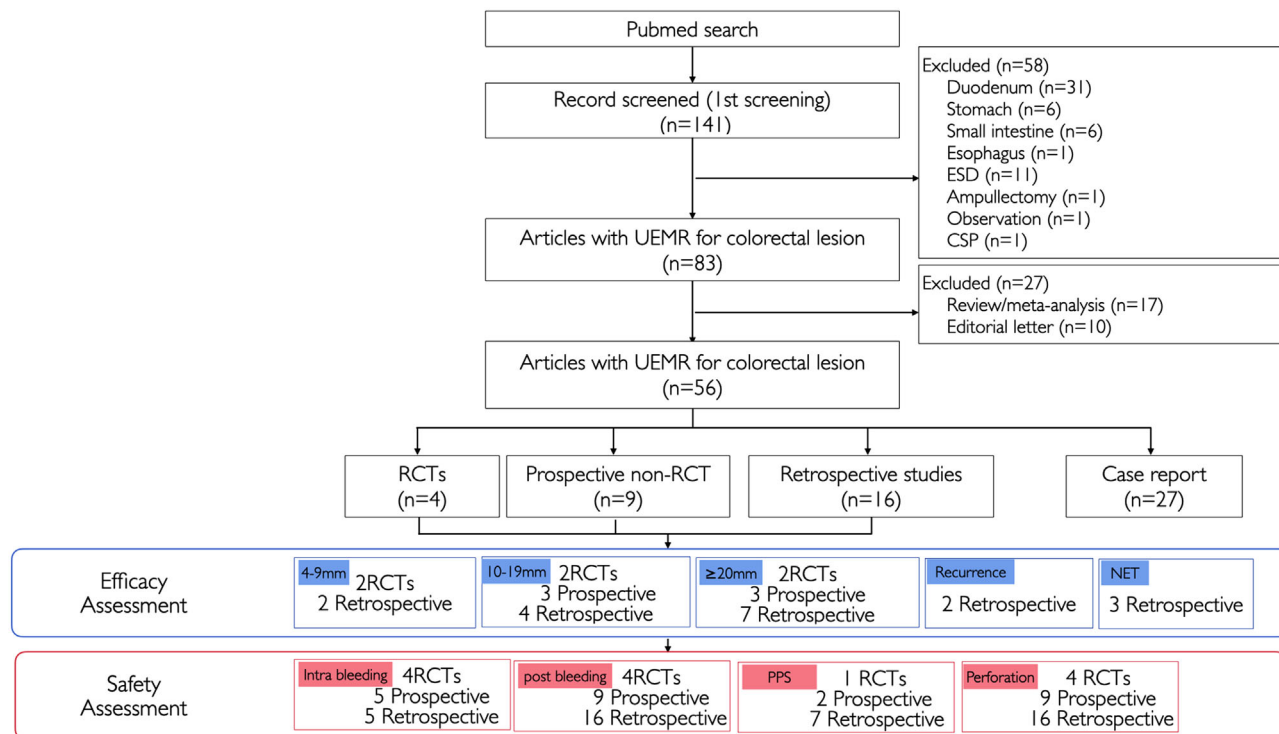 Pubmed search
Record screened (1st screening)
(n=141)
Excluded (n=58)
Duodenum (n=31)
Stomach (n=6)
Small intestine (n=6)
Esophagus (n=1)
ESD (n=11)
Ampullectomy (n=1)
Observation (n=1)
CSP (n=1)
Articles with UEMR for colorectal lesion
(n=83)
Excluded (n=27)
Review/meta-analysis (n=17)
Editorial letter (n=10)
Articles with UEMR for colorectal lesion
(n=56)
RCTs
(n=4)
Prospective non-RCT
(n=9)
Retrospective studies
(n=16)
Case report
(n=27)
Efficacy
Assessment
4-9mm
2RCTs
2 Retrospective
10-19mm
2RCTs
3 Prospective
4 Retrospective
≥20mm
2RCTs
3 Prospective
7 Retrospective
Recurrence
2 Retrospective
NET
3 Retrospective
Safety
Assessment
Intra bleeding
4RCTs
5 Prospective
5 Retrospective
post bleeding
4RCTs
9 Prospective
16 Retrospective
PPS
1 RCTs
2 Prospective
7 Retrospective
Perforation
4 RCTs
9 Prospective
16 Retrospective